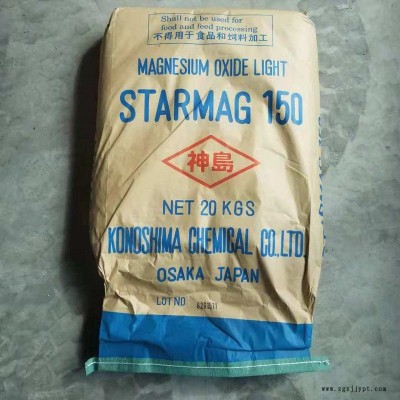 Shall not be used for
food and feed processing
不得用于食品和饲料加工
MAGNESIUM OXIDE LIGHT
STARMAG 150
神島
NET 20 KGS
KONOSHIMA CHEMICAL CO.,LTD.
OSAKA JAPAN
LOT NO
www.zgxjjypt.com